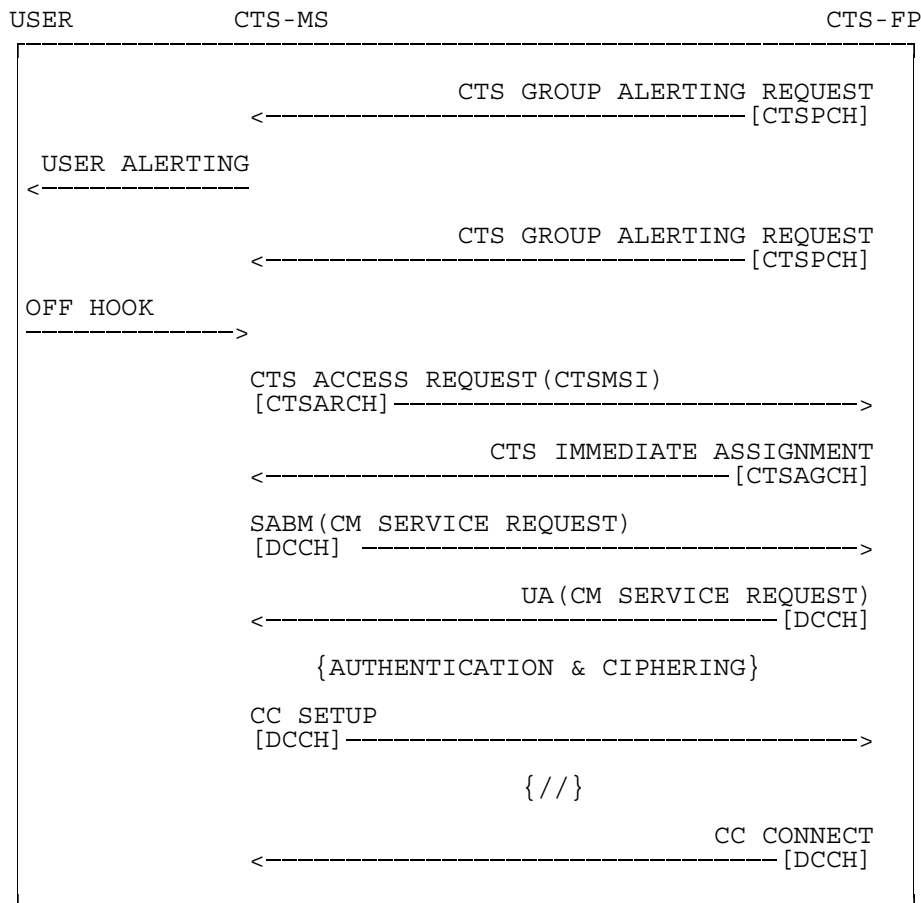 USER CTS-MS CTS-FP
CTS GROUP ALERTING REQUEST
[CTSPCH]
USER ALERTING
CTS GROUP ALERTING REQUEST
[CTSPCH]
OFF HOOK
CTS ACCESS REQUEST(CTSMSI)
[CTSARCH]
CTS IMMEDIATE ASSIGNMENT
[CTSAGCH]
SABM(CM SERVICE REQUEST)
[DCCH]
UA(CM SERVICE REQUEST)
[DCCH]
{AUTHENTICATION & CIPHERING}
CC SETUP
[DCCH]
{//}
CC CONNECT
[DCCH]